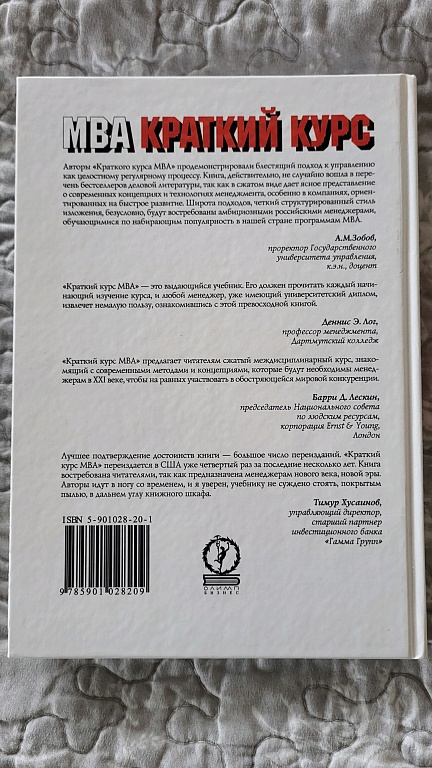 МВА КРАТКИЙ КУРС
Авторы «Краткого курса МВА» продемонстрировали блестящий подход к управлению
как целостному регулярному процессу. Книга, действительно, не случайно вошла в пере-
чень бестселлеров деловой литературы, так как в сжатом виде дает ясное представление
о современных концепциях и технологиях менеджмента, особенно в компаниях, ориен-
тированных на быстрое развитие. Широта подходов, четкий структурированный стиль
изложения, безусловно, будут востребованы амбициозными российскими менеджерами,
обучающимися по набирающим популярность в нашей стране программам МВА.
А.М.Зобов,
проректор Государственного
университета управления,
к.э.н., доцент
«Краткий курс МВА» — это выдающийся учебник. Его должен прочитать каждый начи-
нающий изучение курса, и любой менеджер, уже имеющий университетский диплом,
извлечет немалую пользу, ознакомившись с этой превосходной книгой.
Деннис Э. Лог,
профессор менеджмента,
Дартмутский колледж
«Краткий курс МВА» предлагает читателям сжатый междисциплинарный курс, знако-
мящий с современными методами и концепциями, которые будут необходимы менед-
жерам в XXI веке, чтобы на равных участвовать в обостряющейся мировой конкуренции.
Барри Д. Лескин,
председатель Национального совета
по людским ресурсам,
корпорация Ernst & Young,
Лондон
Лучшее подтверждение достоинств книги — большое число переизданий. «Краткий
курс МВА» переиздается в США уже четвертый раз за последние несколько лет. Книга
востребована читателями, так как предназначена менеджерам нового века, новой эры.
Авторы идут в ногу со временем, и я уверен, учебнику не суждено стоять, покрытым
пылью, в дальнем углу книжного шкафа.
Тимур Хусаинов,
управляющий директор,
старший партнер
инвестиционного банка
«Гамма Групп»
ISBN 5-901028-20-1
9 785901 028209
ОЛИМП
БИЗНЕС